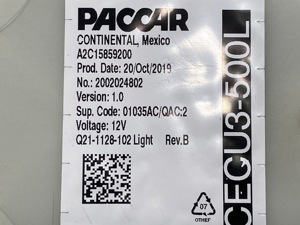 PACCAR
CONTINENTAL, Mexico
A2C15859200
Prod. Date: 20/Oct/2019
No.: 2002024802
Version: 1.0
Sup. Code: 01035AC/QAC:2
Voltage: 12V
Q21-1128-102 Light Rev.B
07
OTHER
CECU3-500L